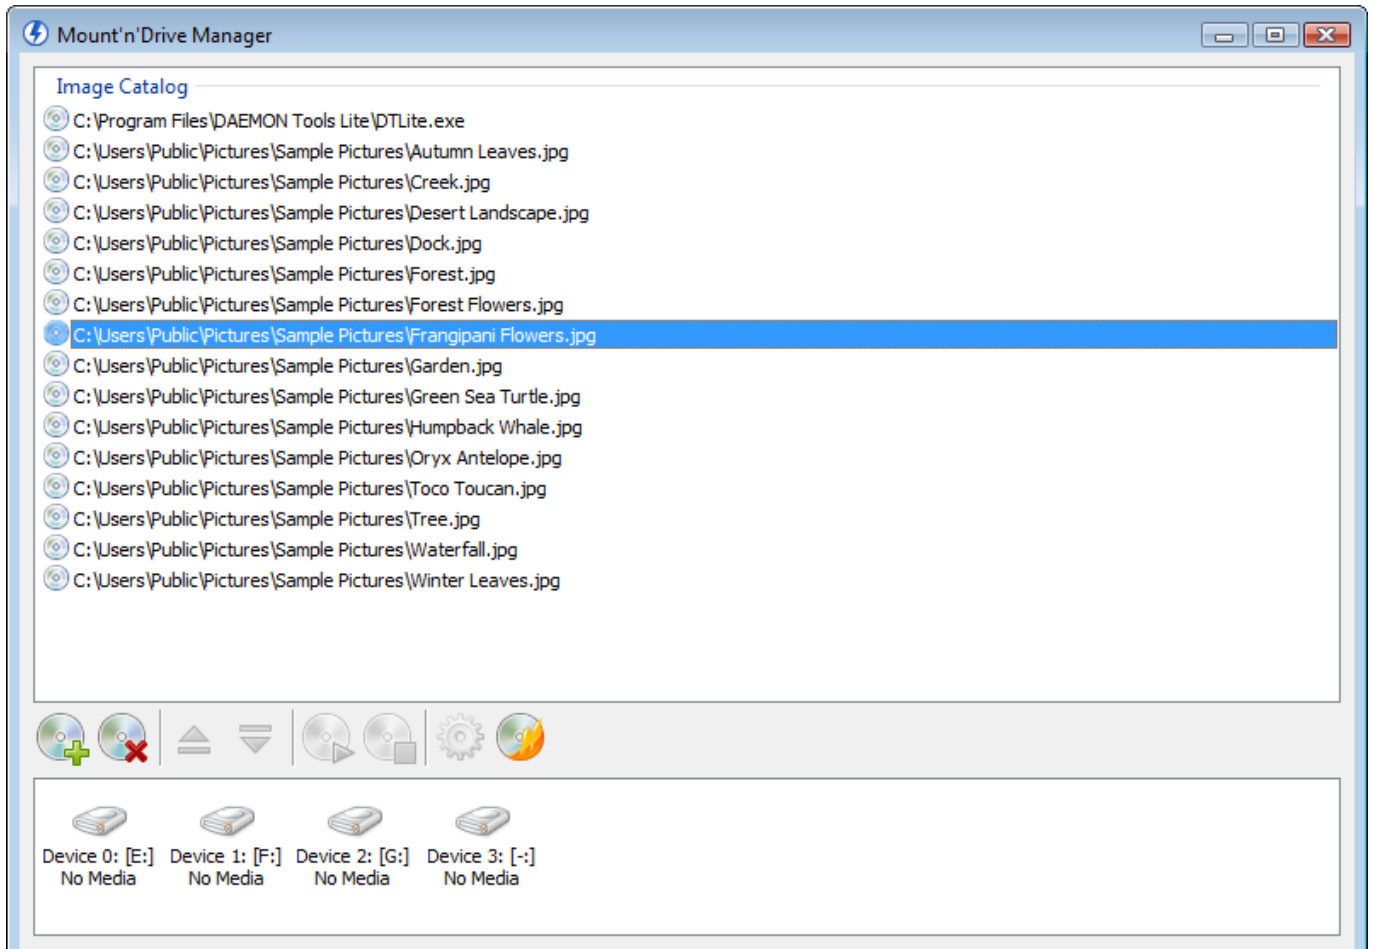 Mount'n'Drive Manager
Image Catalog
C:\Program Files\DAEMON Tools Lite\DTLite.exe
C:\Users\Public\Pictures\Sample Pictures\Autumn Leaves.jpg
C:\Users\Public\Pictures\Sample Pictures\Creek.jpg
C:\Users\Public\Pictures\Sample Pictures\Desert Landscape.jpg
C:\Users\Public\Pictures\Sample Pictures\Dock.jpg
C:\Users\Public\Pictures\Sample Pictures\Forest.jpg
C:\Users\Public\Pictures\Sample Pictures\Forest Flowers.jpg
C:\Users\Public\Pictures\Sample Pictures\Frangipani Flowers.jpg
C:\Users\Public\Pictures\Sample Pictures\Garden.jpg
C:\Users\Public\Pictures\Sample Pictures\Green Sea Turtle.jpg
C:\Users\Public\Pictures\Sample Pictures\Humpback Whale.jpg
C:\Users\Public\Pictures\Sample Pictures\Oryx Antelope.jpg
C:\Users\Public\Pictures\Sample Pictures\Toco Toucan.jpg
C:\Users\Public\Pictures\Sample Pictures\Tree.jpg
C:\Users\Public\Pictures\Sample Pictures\Waterfall.jpg
C:\Users\Public\Pictures\Sample Pictures\Winter Leaves.jpg
Device 0: [E:] Device 1: [F:] Device 2: [G:] Device 3: [-:]
No Media No Media No Media No Media